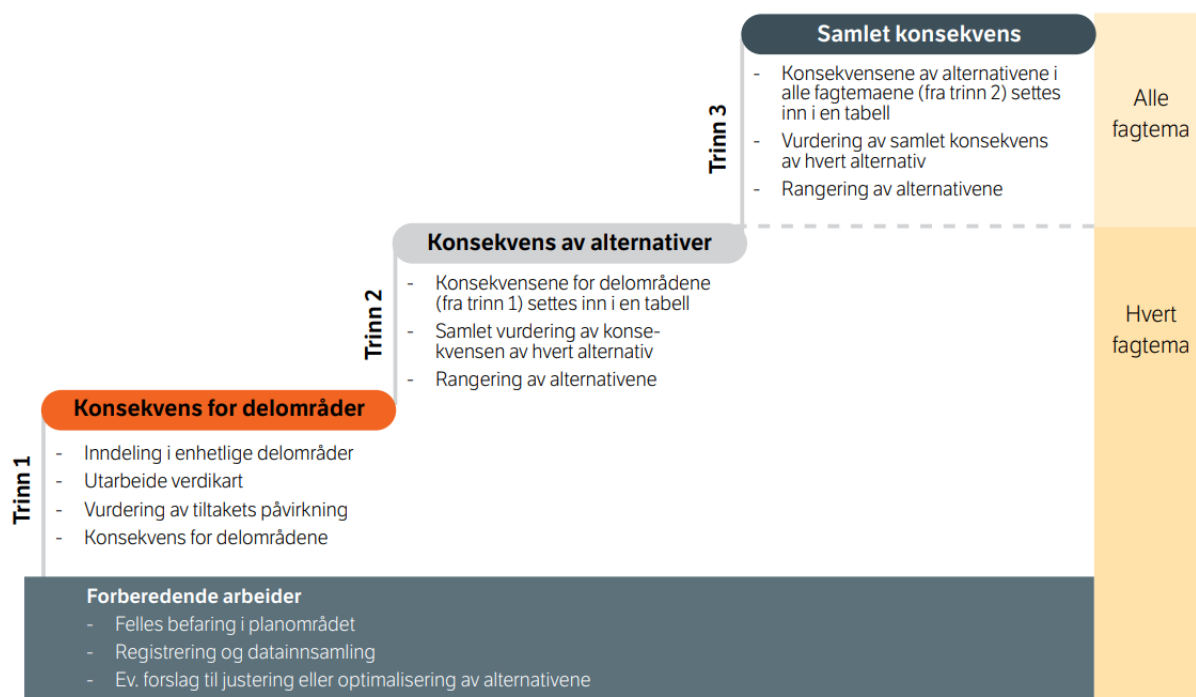 Samlet konsekvens
Trinn 3
- Konsekvensene av alternativene i
alle fagtemaene (fra trinn 2) settes
inn i en tabell
- Vurdering av samlet konsekvens
av hvert alternativ
- Rangering av alternativene
Alle
fagtema
Konsekvens av alternativer
Trinn 2
- Konsekvensene for delområdene
(fra trinn 1) settes inn i en tabell
- Samlet vurdering av konse-
kvensen av hvert alternativ
- Rangering av alternativene
Hvert
fagtema
Konsekvens for delområder
Trinn 1
- Inndeling i enhetlige delområder
- Utarbeide verdikart
- Vurdering av tiltakets påvirkning
- Konsekvens for delområdene
Forberedende arbeider
- Felles befaring i planområdet
- Registrering og datainnsamling
- Ev. forslag til justering eller optimalisering av alternativene